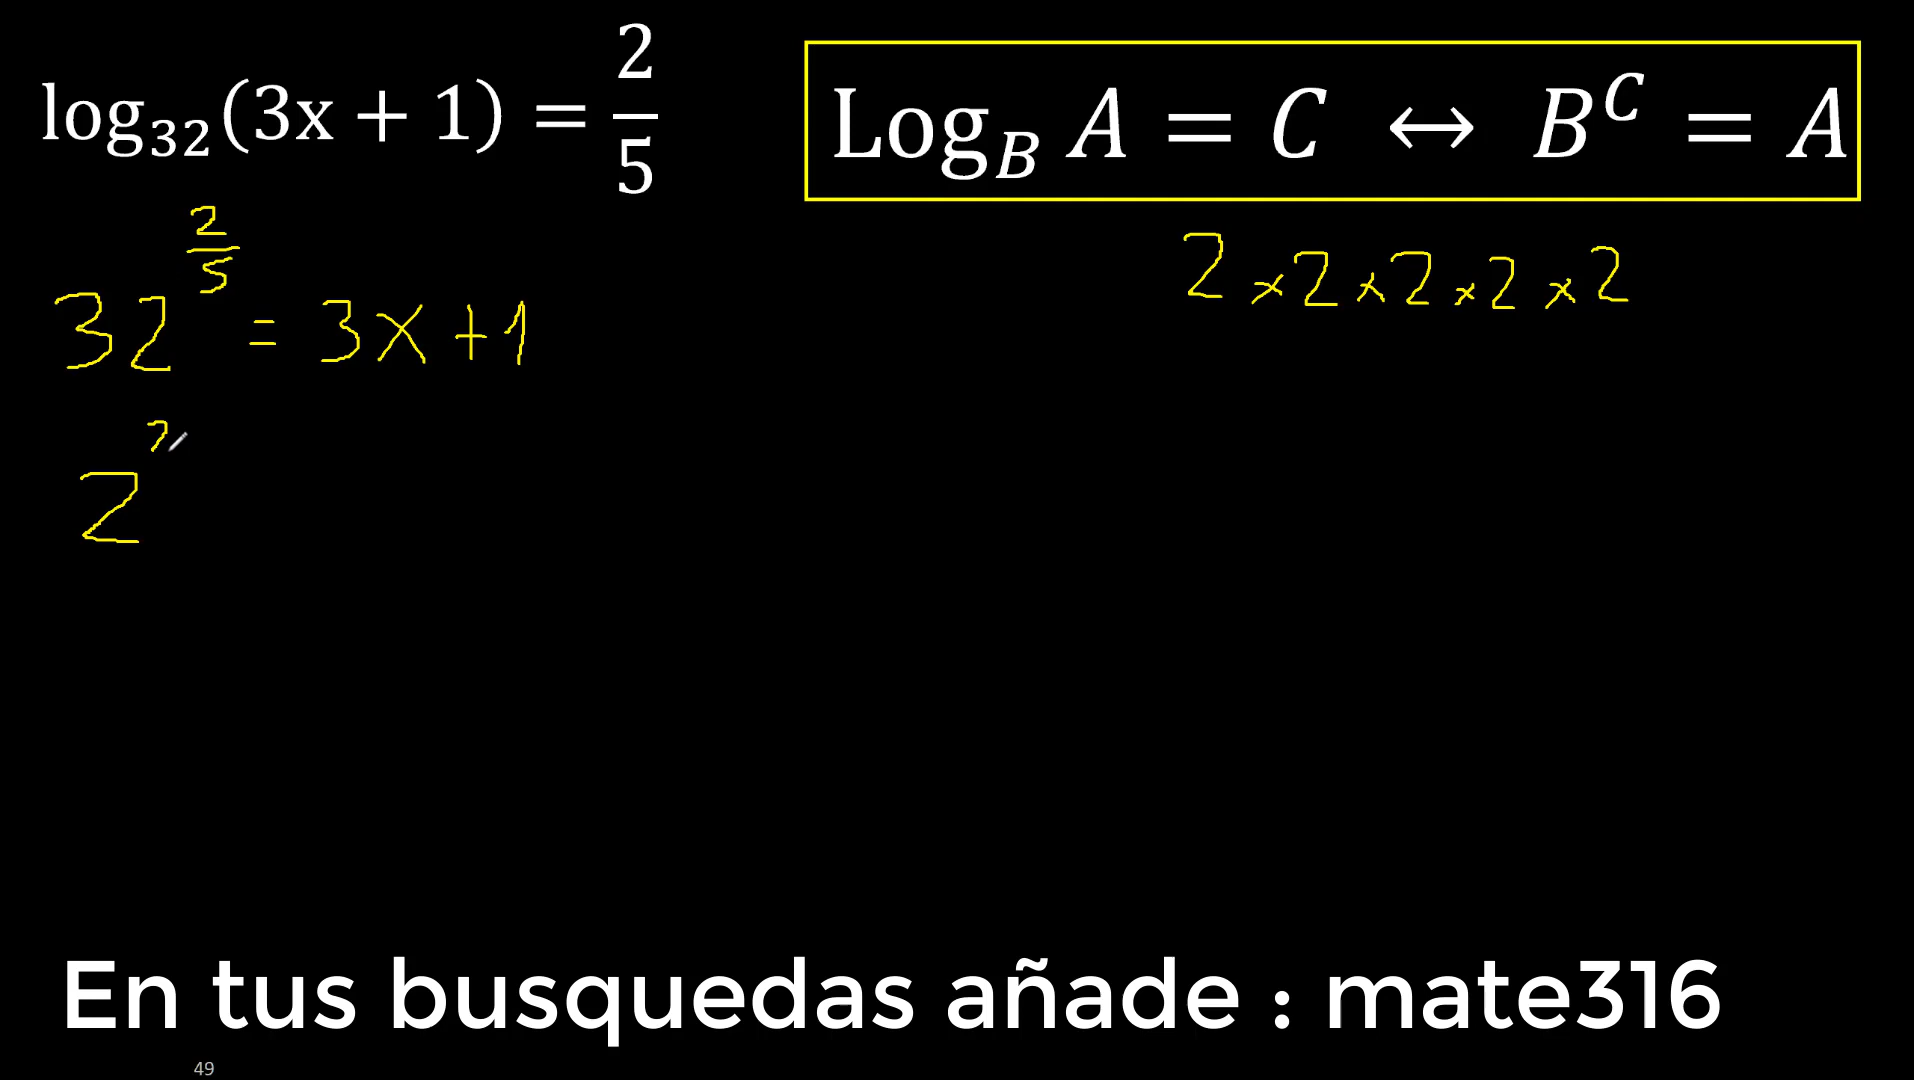 log₃₂(3x + 1) = 2/5
Log_B A = C ↔ B^C = A
32^(2/5) = 3x + 1
2 × 2 × 2 × 2 × 2
2^2
En tus busquedas añade : mate316
49